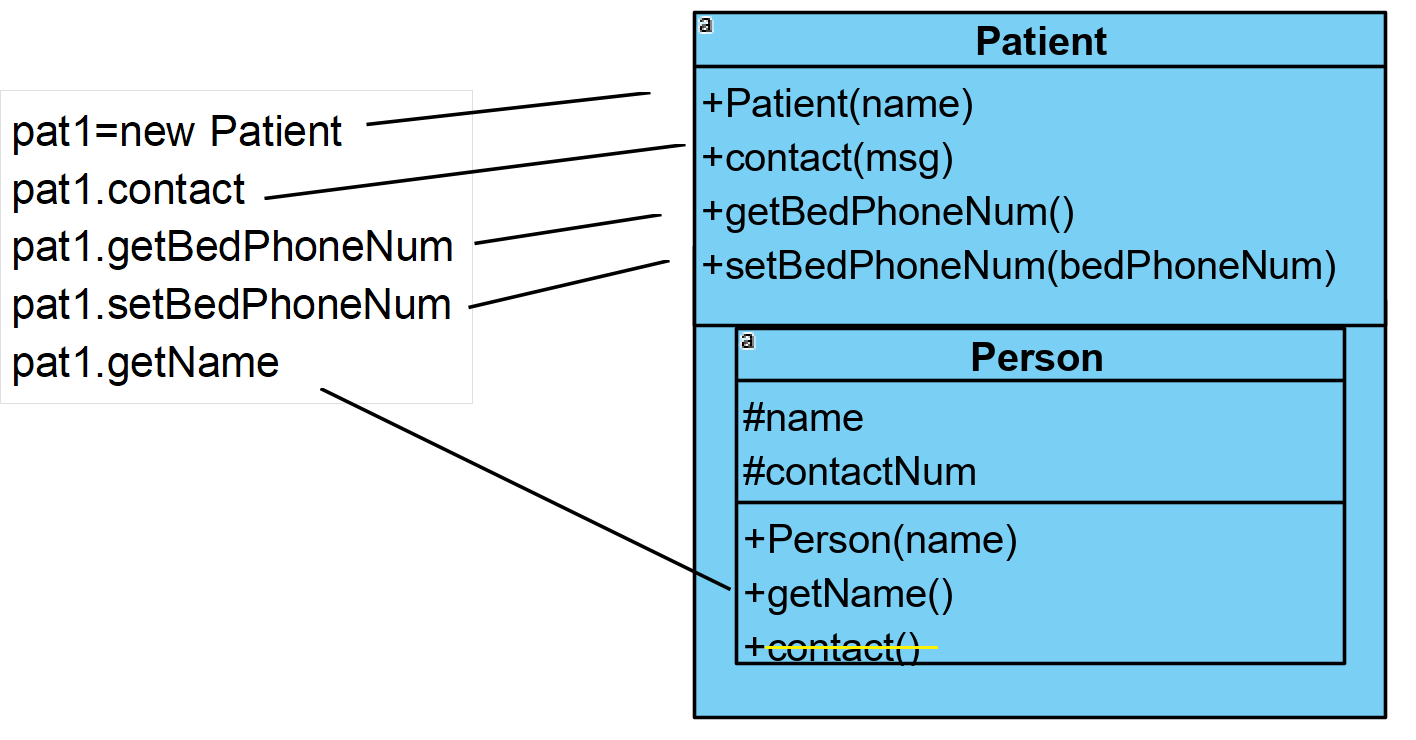 pat1=new Patient
pat1.contact
pat1.getBedPhoneNum
pat1.setBedPhoneNum
pat1.getName
a
Patient
+Patient(name)
+contact(msg)
+getBedPhoneNum()
+setBedPhoneNum(bedPhoneNum)
a
Person
#name
#contactNum
+Person(name)
+getName()
+contact()